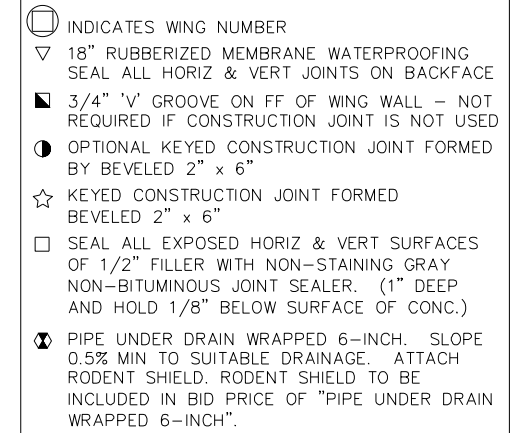 INDICATES WING NUMBER
18" RUBBERIZED MEMBRANE WATERPROOFING
SEAL ALL HORIZ & VERT JOINTS ON BACKFACE
3/4" 'V' GROOVE ON FF OF WING WALL – NOT
REQUIRED IF CONSTRUCTION JOINT IS NOT USED
OPTIONAL KEYED CONSTRUCTION JOINT FORMED
BY BEVELED 2" x 6"
KEYED CONSTRUCTION JOINT FORMED
BEVELED 2" x 6"
SEAL ALL EXPOSED HORIZ & VERT SURFACES
OF 1/2" FILLER WITH NON–STAINING GRAY
NON–BITUMINOUS JOINT SEALER. (1" DEEP
AND HOLD 1/8" BELOW SURFACE OF CONC.)
PIPE UNDER DRAIN WRAPPED 6–INCH. SLOPE
0.5% MIN TO SUITABLE DRAINAGE. ATTACH
RODENT SHIELD. RODENT SHIELD TO BE
INCLUDED IN BID PRICE OF "PIPE UNDER DRAIN
WRAPPED 6–INCH".